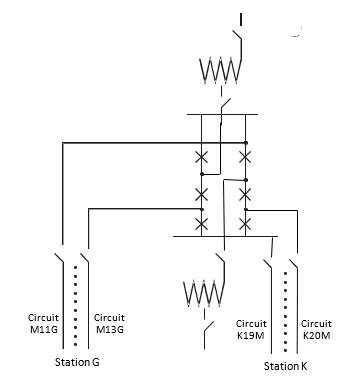 Circuit
M11G
Circuit
M13G
Circuit
K19M
Circuit
K20M
Station G
Station K